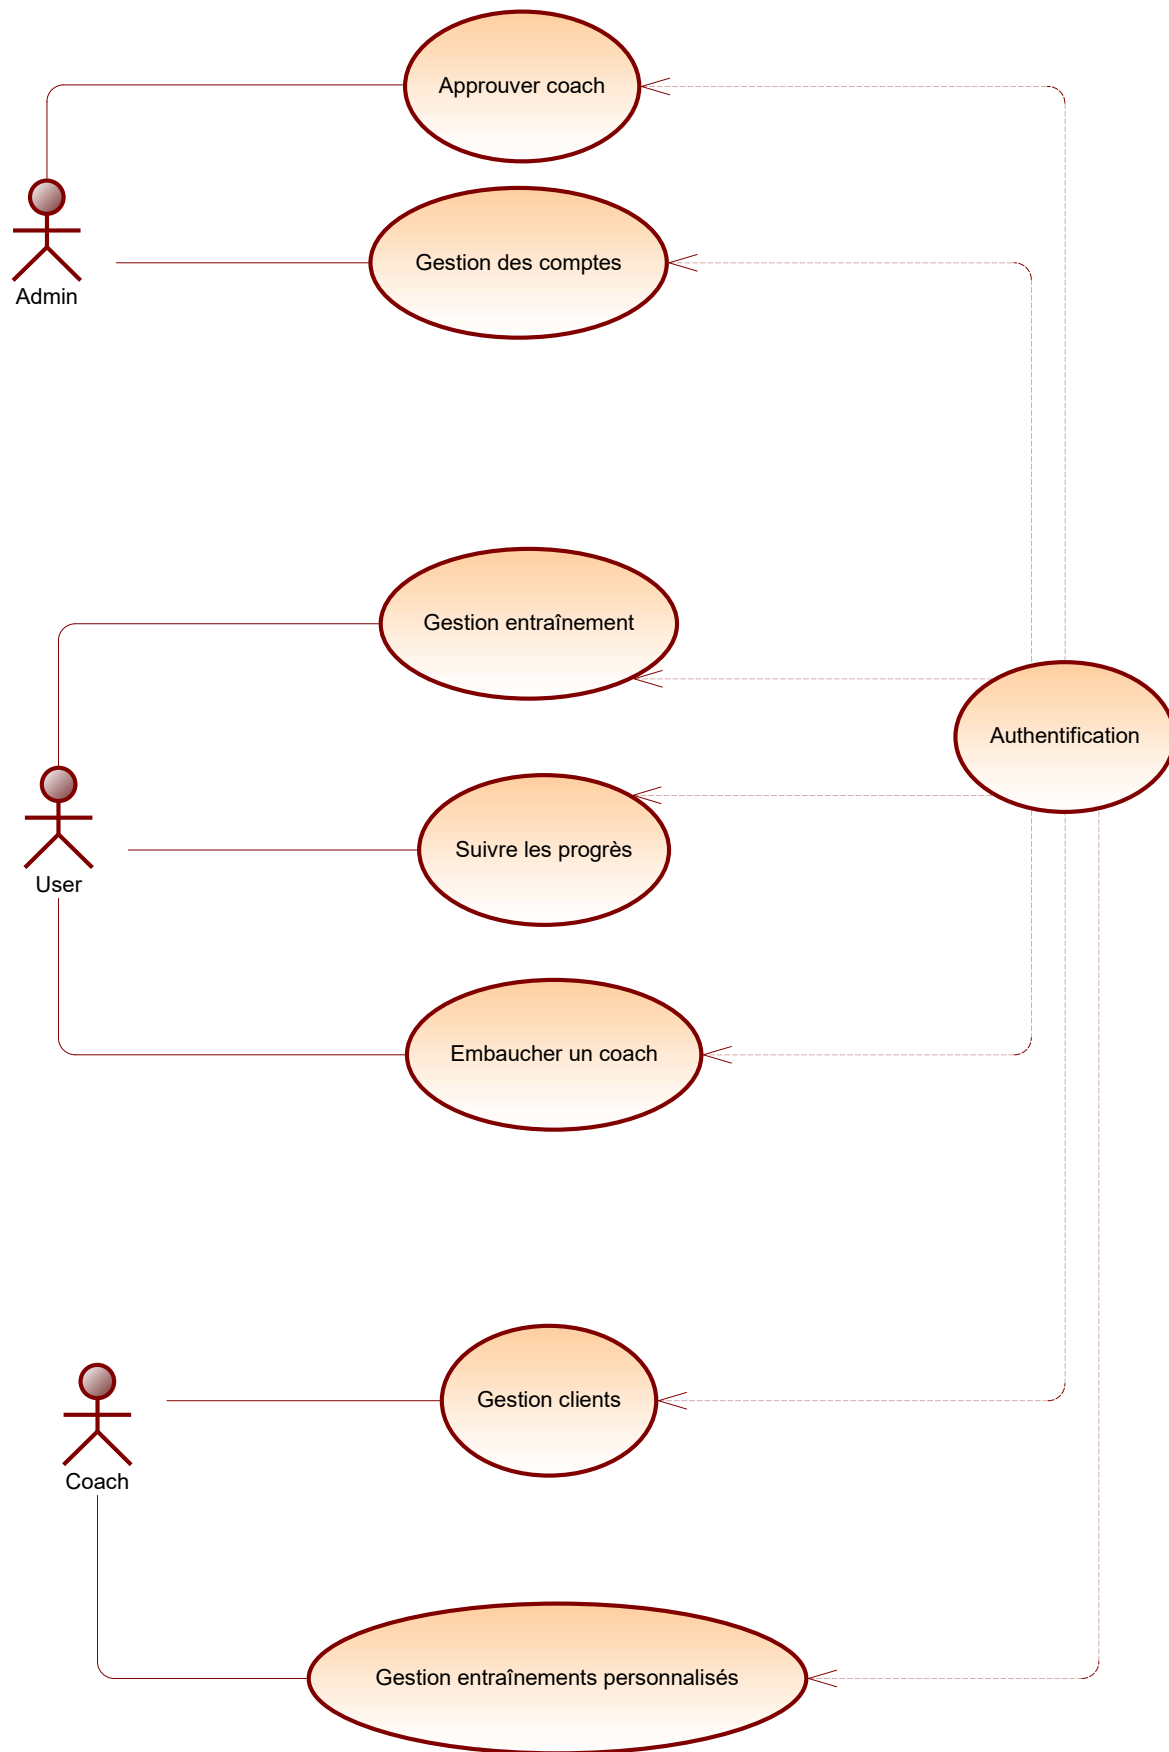 Approuver coach
Gestion des comptes
Admin
Gestion entraînement
Authentification
Suivre les progrès
User
Embaucher un coach
Gestion clients
Coach
Gestion entraînements personnalisés